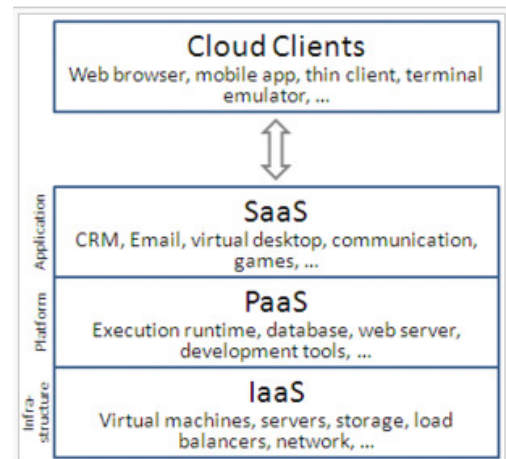 Cloud Clients
Web browser, mobile app, thin client, terminal
emulator, ...
Application
SaaS
CRM, Email, virtual desktop, communication,
games, ...
Platform
PaaS
Execution runtime, database, web server,
development tools, ...
Infra-
structure
IaaS
Virtual machines, servers, storage, load
balancers, network, ...